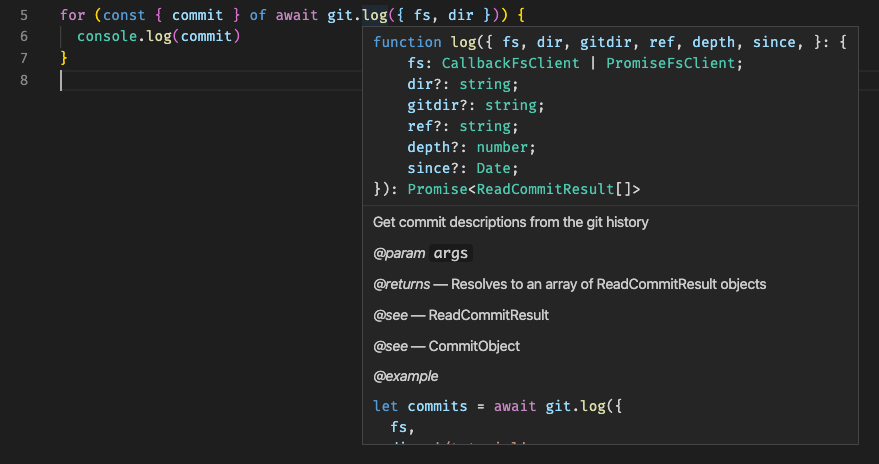 5 for (const { commit } of await git.log({ fs, dir })) {
6 console.log(commit)
7 }
8
function log({ fs, dir, gitdir, ref, depth, since, }: {
fs: CallbackFsClient | PromiseFsClient;
dir?: string;
gitdir?: string;
ref?: string;
depth?: number;
since?: Date;
}): Promise<ReadCommitResult[]>
Get commit descriptions from the git history
@param args
@returns — Resolves to an array of ReadCommitResult objects
@see — ReadCommitResult
@see — CommitObject
@example
let commits = await git.log({
fs,